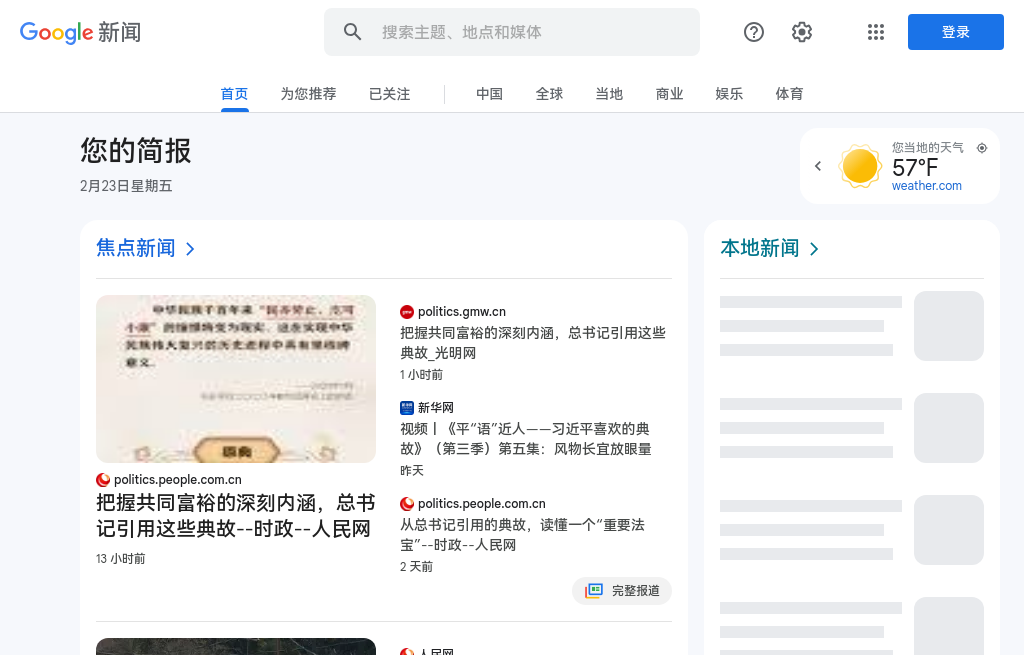 Google 新闻
搜索主题、地点和媒体
登录
首页
为您推荐
已关注
中国
全球
当地
商业
娱乐
体育
您的简报
2月23日星期五
您当地的天气
57°F
weather.com
焦点新闻
中华民族千百年来“民亦劳止，汔可
小康”的憧憬将变为现实，这在实现中华
民族伟大复兴的历史进程中具有里程碑
意义。
politics.people.com.cn
把握共同富裕的深刻内涵，总书
记引用这些典故--时政--人民网
13 小时前
politics.gmw.cn
把握共同富裕的深刻内涵，总书记引用这些
典故_光明网
1 小时前
新华网
视频丨《平“语”近人——习近平喜欢的典
故》（第三季）第五集：风物长宜放眼量
昨天
politics.people.com.cn
从总书记引用的典故，读懂一个“重要法
宝”--时政--人民网
2 天前
完整报道
人民网
本地新闻